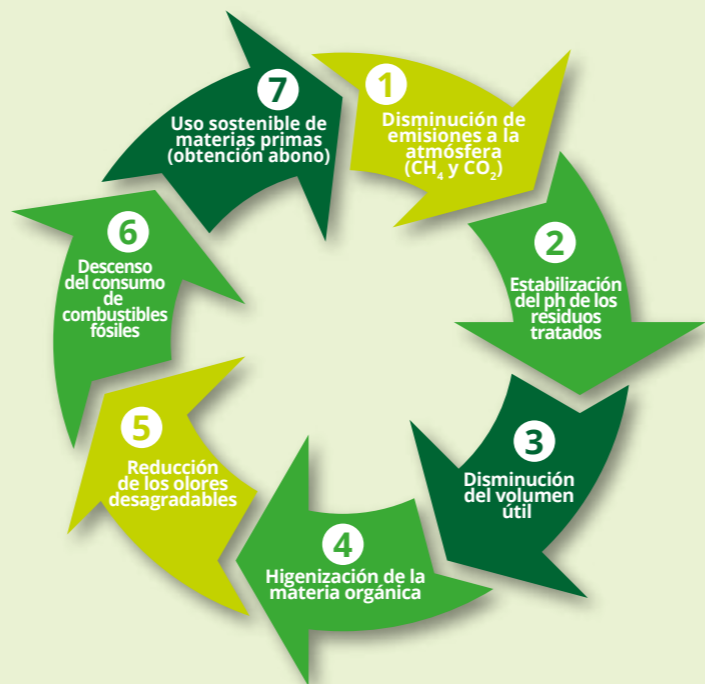 1
Disminución de
emisiones a la
atmósfera
(CH₄ y CO₂)
2
Estabilización
del ph de los
residuos
tratados
3
Disminución
del volumen
útil
4
Higenización de la
materia orgánica
5
Reducción
de los olores
desagradables
6
Descenso
del consumo
de
combustibles
fósiles
7
Uso sostenible de
materias primas
(obtención abono)